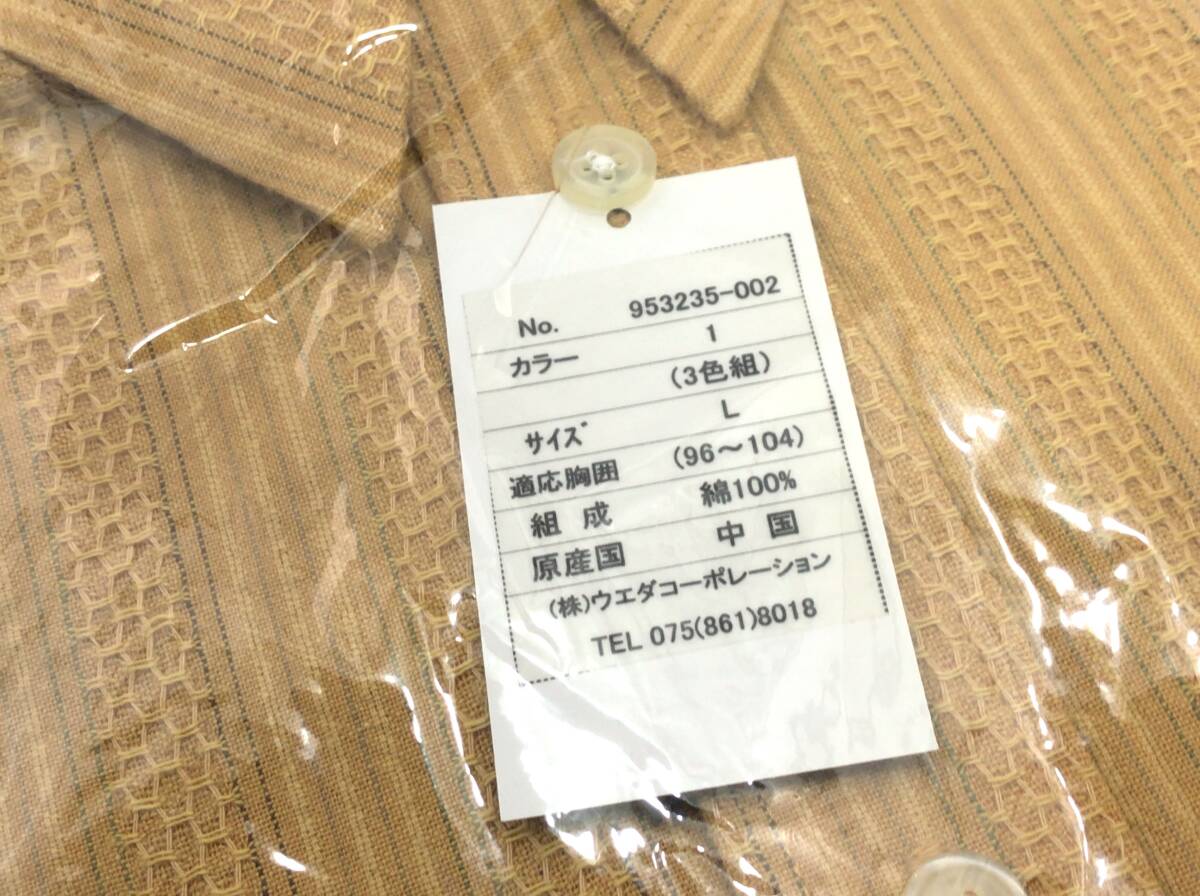 No. 953235-002
カラー 1
(3色組)
サイズ L
適応胸囲 (96～104)
組 成 綿100%
原産国 中 国
(株)ウエダコーポレーション
TEL 075(861)8018